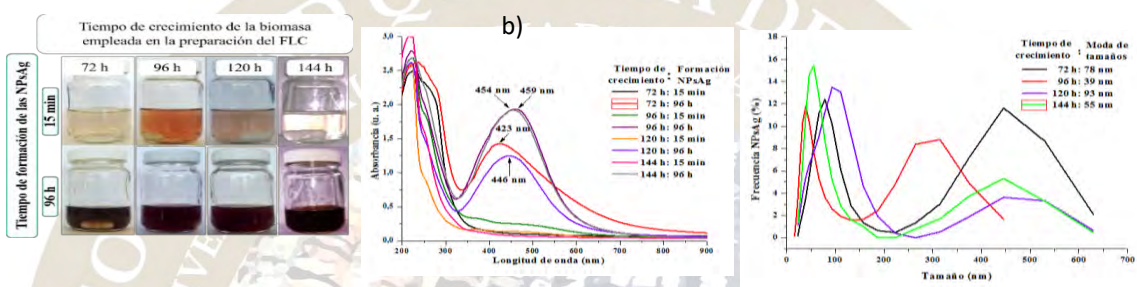 Tiempo de crecimiento de la biomasa
empleada en la preparación del FLC
72 h
96 h
120 h
144 h
Tiempo de formación de las NPsAg
15 min
96 h
b)
Absorbancia (u. a.)
3,0
2,5
2,0
1,5
1,0
0,5
0,0
200 300 400 500 600 700 800 900
Longitud de onda (nm)
454 nm
459 nm
423 nm
446 nm
Tiempo de : Formación
crecimiento NPsAg
72 h: 15 min
72 h: 96 h
96 h: 15 min
96 h: 96 h
120 h: 15 min
120 h: 96 h
144 h: 15 min
144 h: 96 h
Frecuencia NPsAg (%)
18
16
14
12
10
8
6
4
2
0
0 100 200 300 400 500 600 700
Tamaño (nm)
Tiempo de : Moda de
crecimiento tamaños
72 h: 78 nm
96 h: 39 nm
120 h: 93 nm
144 h: 55 nm